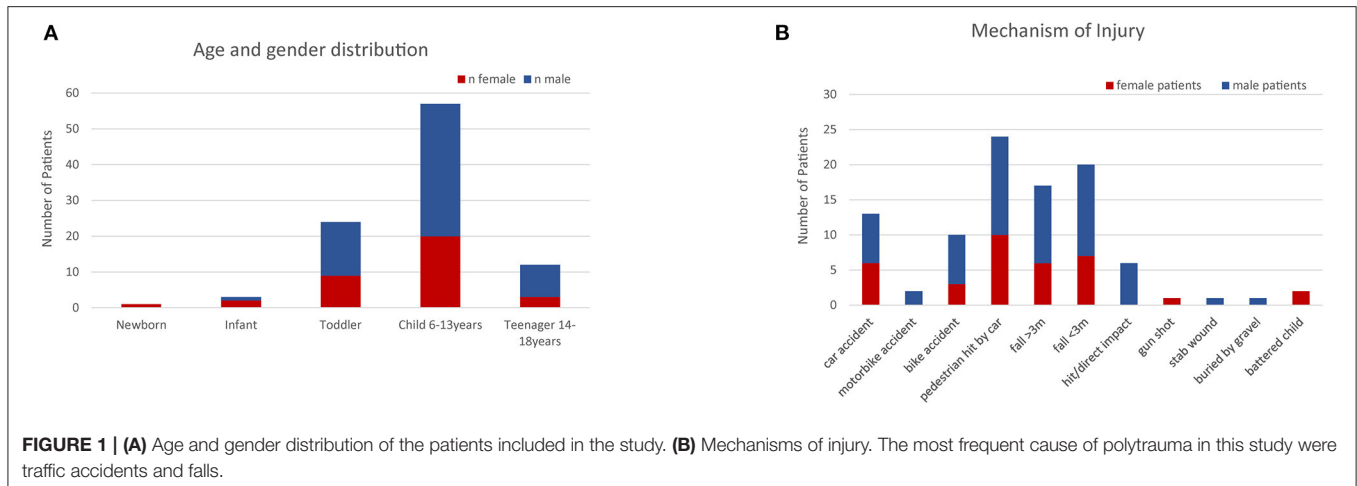 A
Age and gender distribution
n female n male
Number of Patients
60
50
40
30
20
10
0
Newborn
Infant
Toddler
Child 6-13years
Teenager 14-
18years
B
Mechanism of Injury
female patients male patients
Number of Patients
30
25
20
15
10
5
0
car accident
motorbike accident
bike accident
pedestrian hit by car
fall >3m
fall <3m
hit/direct impact
gun shot
stab wound
buried by gravel
battered child
FIGURE 1 | (A) Age and gender distribution of the patients included in the study. (B) Mechanisms of injury. The most frequent cause of polytrauma in this study were
traffic accidents and falls.